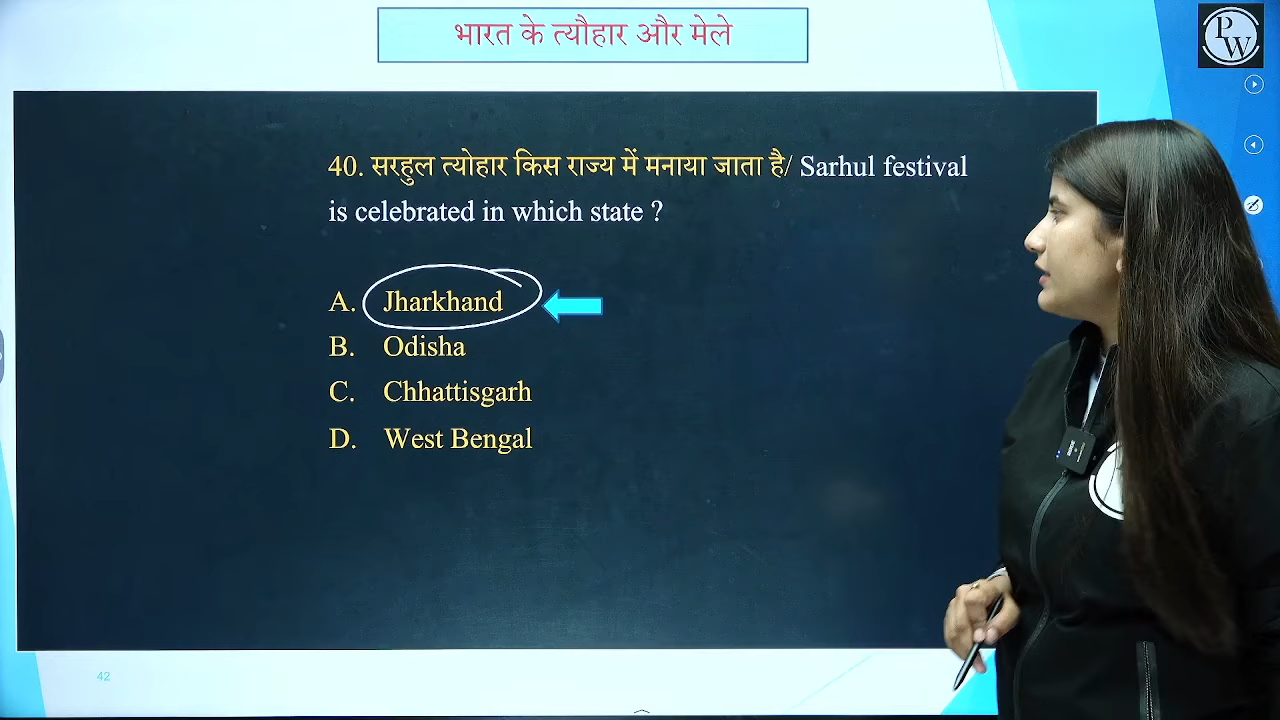 भारत के त्यौहार और मेले
PW
40. सरहुल त्योहार किस राज्य में मनाया जाता है/ Sarhul festival
is celebrated in which state ?
A. Jharkhand
B. Odisha
C. Chhattisgarh
D. West Bengal
42